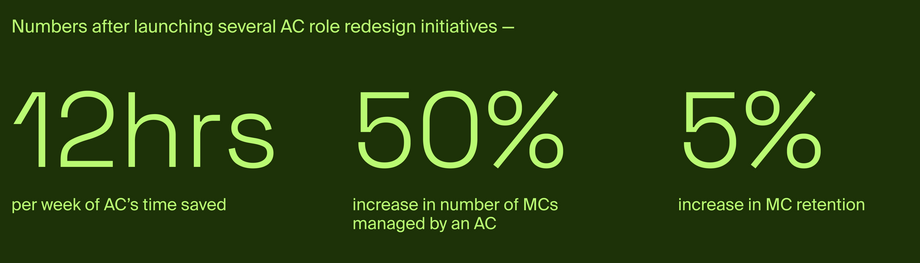 Numbers after launching several AC role redesign initiatives —
12hrs
50%
5%
per week of AC’s time saved
increase in number of MCs
managed by an AC
increase in MC retention